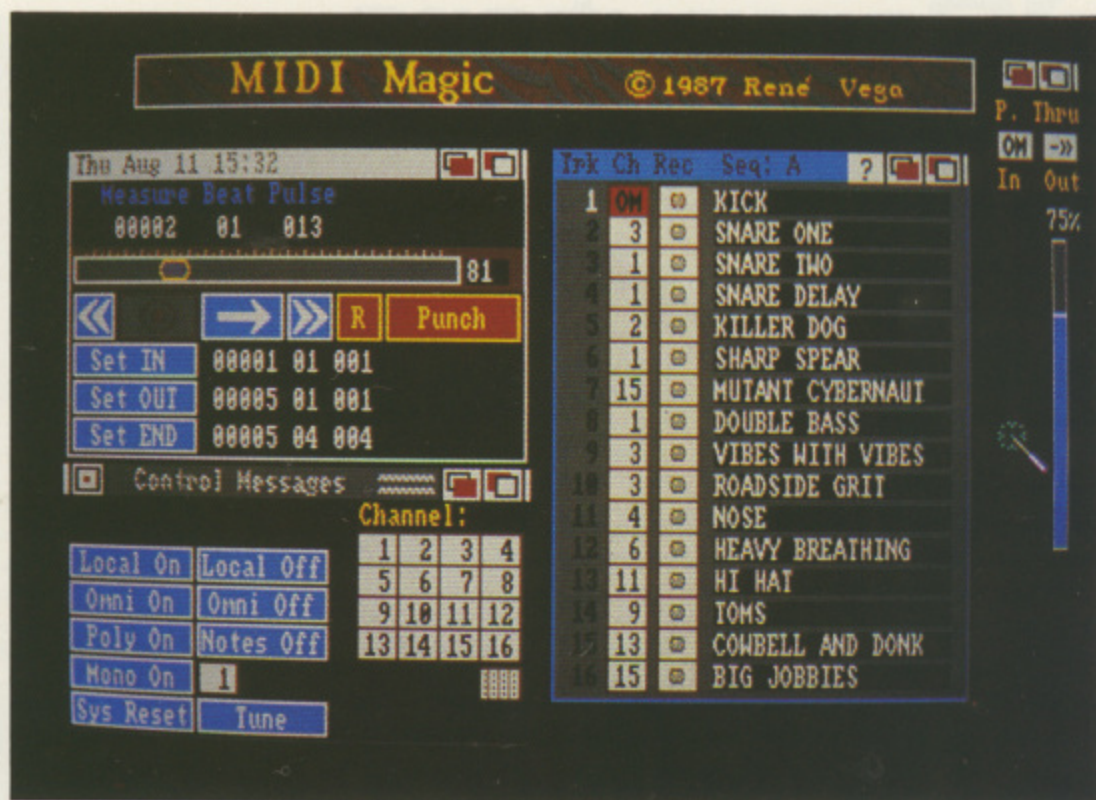 MIDI Magic © 1987 René Vega
P. Thru
OM -»
In Out
75%
Thu Aug 11 15:32
Measure Beat Pulse
00002 01 013
81
R Punch
Set IN 00001 01 001
Set OUT 00005 01 001
Set END 00005 04 004
Control Messages
Channel:
1 2 3 4
5 6 7 8
9 10 11 12
13 14 15 16
Local On Local Off
Omni On Omni Off
Poly On Notes Off
Mono On 1
Sys Reset Tune
Trk Ch Rec Seq: A ?
1 OM KICK
2 3 SNARE ONE
3 1 SNARE TWO
4 1 SNARE DELAY
5 2 KILLER DOG
6 1 SHARP SPEAR
7 15 MUTANT CYBERNAUT
8 1 DOUBLE BASS
9 3 VIBES WITH VIBES
10 3 ROADSIDE GRIT
11 4 NOSE
12 6 HEAVY BREATHING
13 11 HI HAT
14 9 TOMS
15 13 COWBELL AND DONK
16 15 BIG JOBBIES